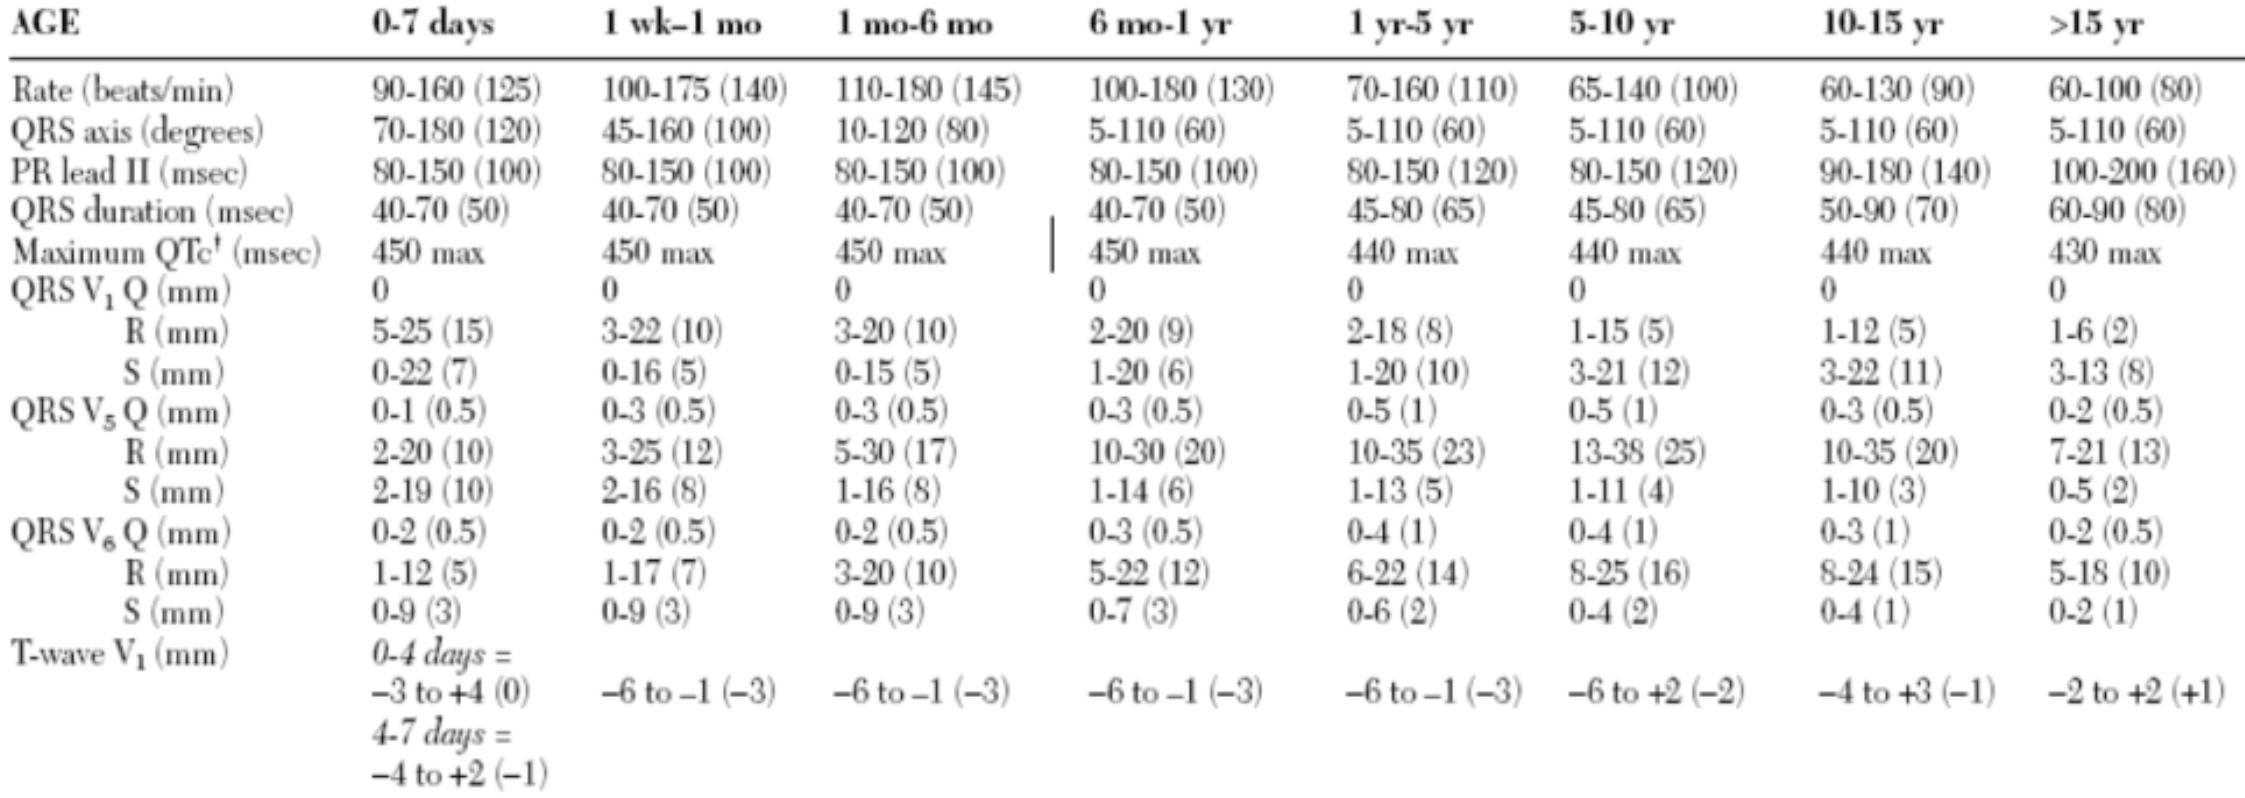 AGE 0-7 days 1 wk–1 mo 1 mo-6 mo 6 mo-1 yr 1 yr-5 yr 5-10 yr 10-15 yr >15 yr
Rate (beats/min) 90-160 (125) 100-175 (140) 110-180 (145) 100-180 (130) 70-160 (110) 65-140 (100) 60-130 (90) 60-100 (80)
QRS axis (degrees) 70-180 (120) 45-160 (100) 10-120 (80) 5-110 (60) 5-110 (60) 5-110 (60) 5-110 (60) 5-110 (60)
PR lead II (msec) 80-150 (100) 80-150 (100) 80-150 (100) 80-150 (100) 80-150 (120) 80-150 (120) 90-180 (140) 100-200 (160)
QRS duration (msec) 40-70 (50) 40-70 (50) 40-70 (50) 40-70 (50) 45-80 (65) 45-80 (65) 50-90 (70) 60-90 (80)
Maximum QTc† (msec) 450 max 450 max 450 max 450 max 440 max 440 max 440 max 430 max
QRS V₁ Q (mm) 0 0 0 0 0 0 0 0
R (mm) 5-25 (15) 3-22 (10) 3-20 (10) 2-20 (9) 2-18 (8) 1-15 (5) 1-12 (5) 1-6 (2)
S (mm) 0-22 (7) 0-16 (5) 0-15 (5) 1-20 (6) 1-20 (10) 3-21 (12) 3-22 (11) 3-13 (8)
QRS V₅ Q (mm) 0-1 (0.5) 0-3 (0.5) 0-3 (0.5) 0-3 (0.5) 0-5 (1) 0-5 (1) 0-3 (0.5) 0-2 (0.5)
R (mm) 2-20 (10) 3-25 (12) 5-30 (17) 10-30 (20) 10-35 (23) 13-38 (25) 10-35 (20) 7-21 (13)
S (mm) 2-19 (10) 2-16 (8) 1-16 (8) 1-14 (6) 1-13 (5) 1-11 (4) 1-10 (3) 0-5 (2)
QRS V₆ Q (mm) 0-2 (0.5) 0-2 (0.5) 0-2 (0.5) 0-3 (0.5) 0-4 (1) 0-4 (1) 0-3 (1) 0-2 (0.5)
R (mm) 1-12 (5) 1-17 (7) 3-20 (10) 5-22 (12) 6-22 (14) 8-25 (16) 8-24 (15) 5-18 (10)
S (mm) 0-9 (3) 0-9 (3) 0-9 (3) 0-7 (3) 0-6 (2) 0-4 (2) 0-4 (1) 0-2 (1)
T-wave V₁ (mm) 0-4 days =
–3 to +4 (0) –6 to –1 (–3) –6 to –1 (–3) –6 to –1 (–3) –6 to –1 (–3) –6 to +2 (–2) –4 to +3 (–1) –2 to +2 (+1)
4-7 days =
–4 to +2 (–1)